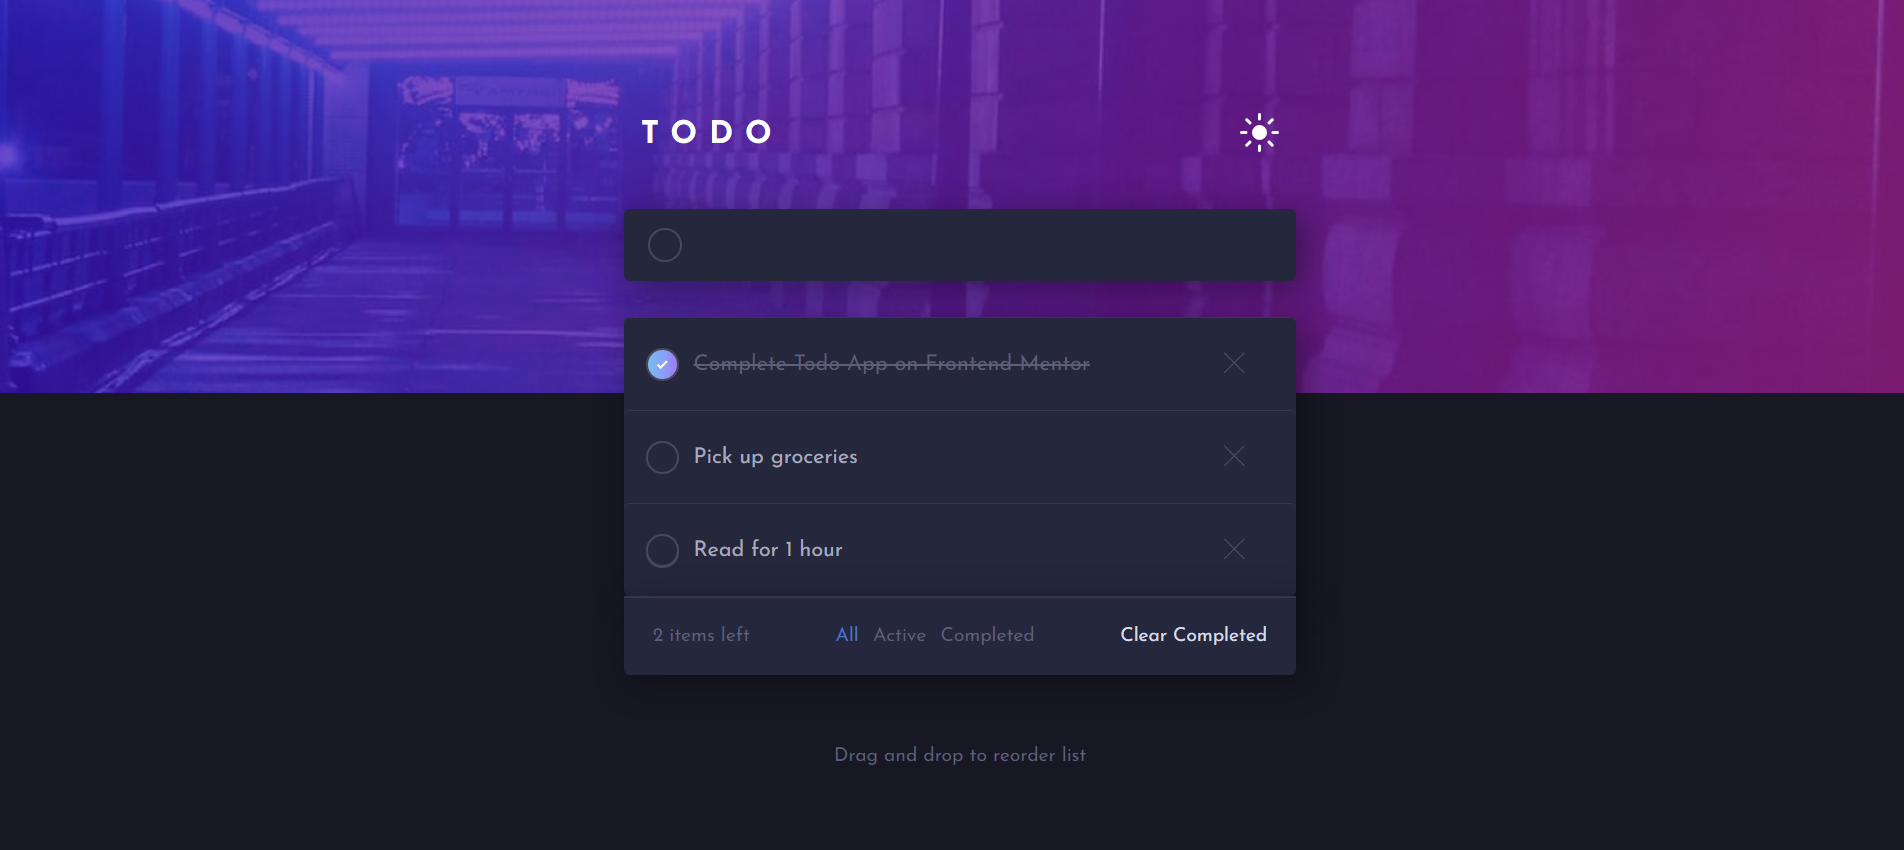 TODO
Complete Todo App on Frontend Mentor
Pick up groceries
Read for 1 hour
2 items left All Active Completed Clear Completed
Drag and drop to reorder list